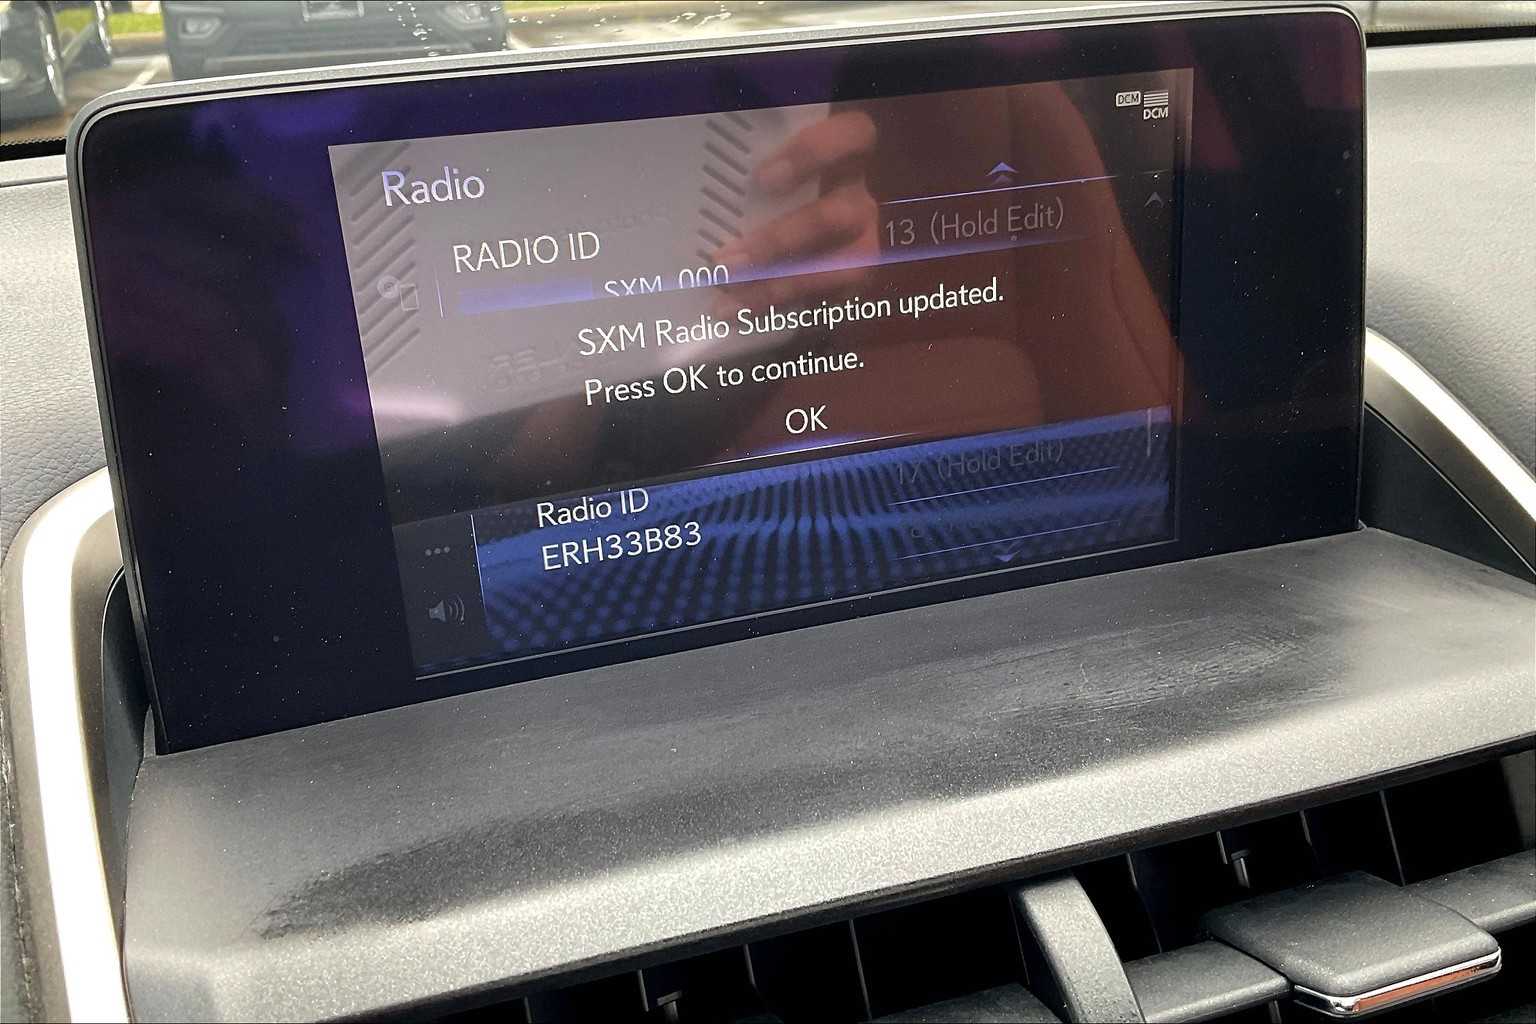 DCM
DCM
Radio
RADIO ID
13 (Hold Edit)
SXM 000
SXM Radio Subscription updated.
Press OK to continue.
OK
17 (Hold Edit)
Radio ID
ERH33B83